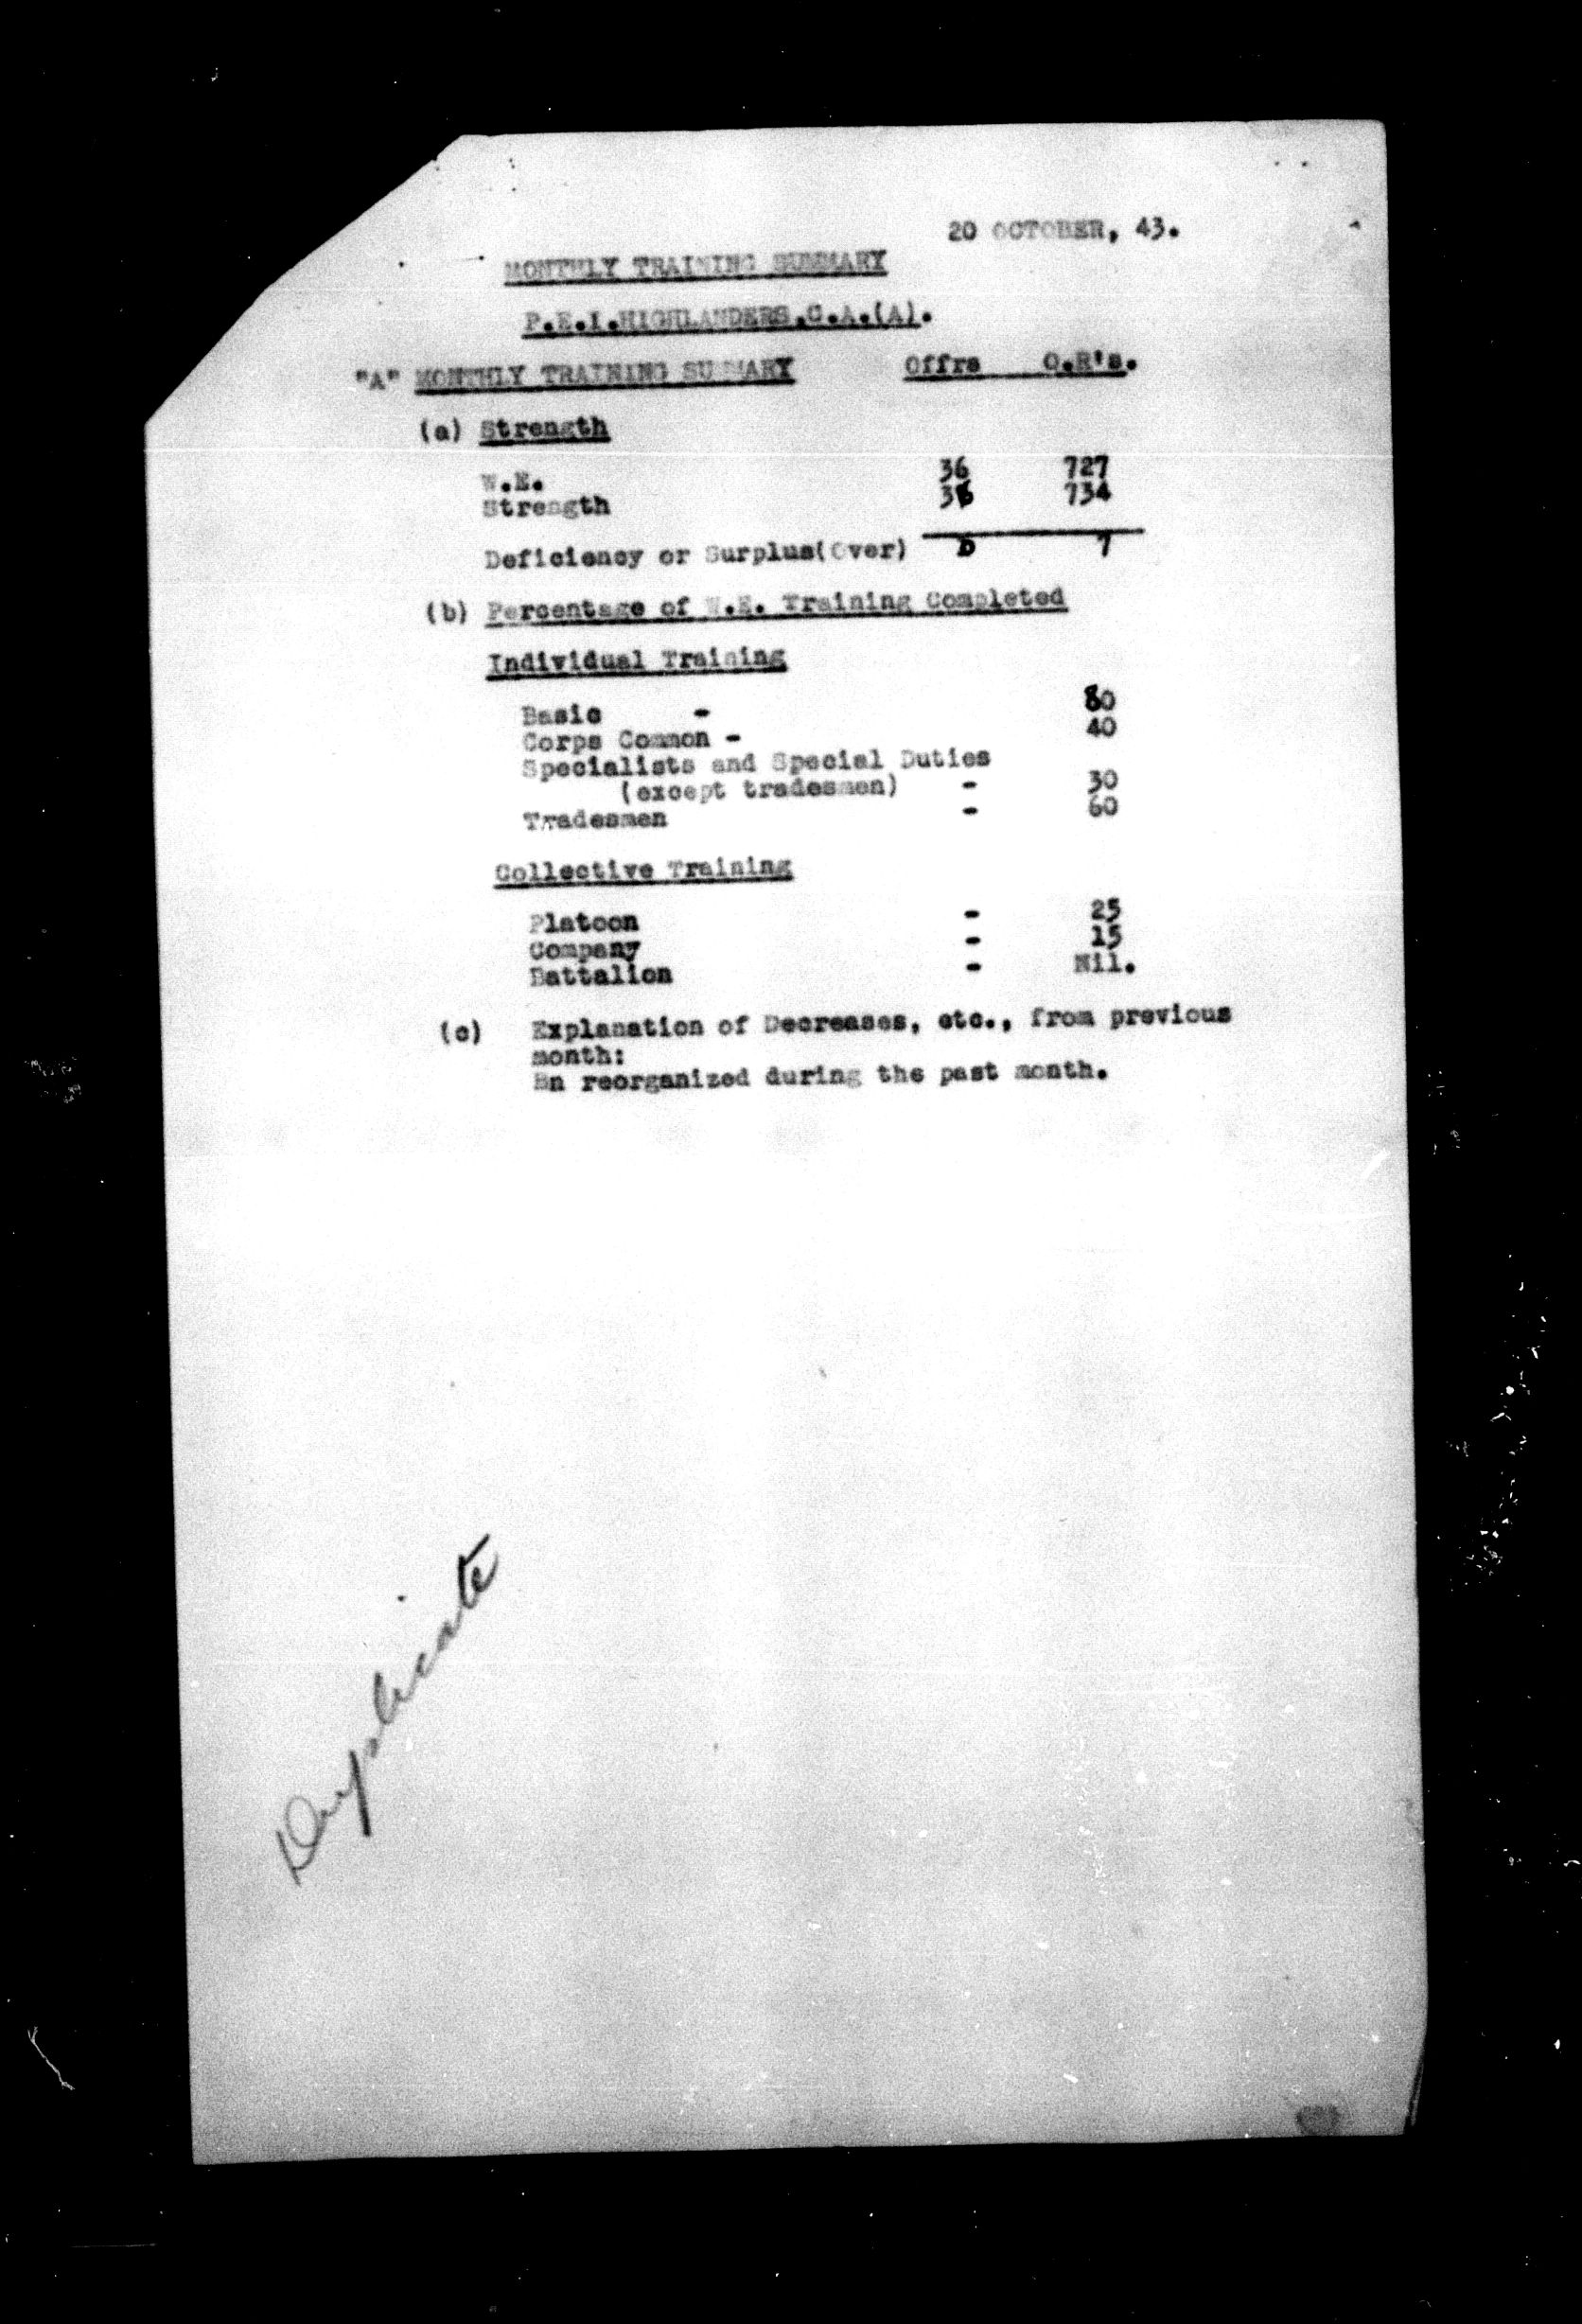 20 OCTOBER, 43.
MONTHLY TRAINING SUMMARY
P.E.I.HIGHLANDERS,C.A.(A).
"A" MONTHLY TRAINING SUMMARY Offrs O.R's.
(a) Strength
W.E. 36 727
Strength 36 734
Deficiency or Surplus(Over) 0 7
(b) Percentage of W.E. Training Completed
Individual Training
Basic - 80
Corps Common - 40
Specialists and Special Duties
(except tradesmen) - 30
Tradesmen - 60
Collective Training
Platoon - 25
Company - 15
Battalion - Nil.
(c) Explanation of Decreases, etc., from previous
month:
Bn reorganized during the past month.
Duplicate